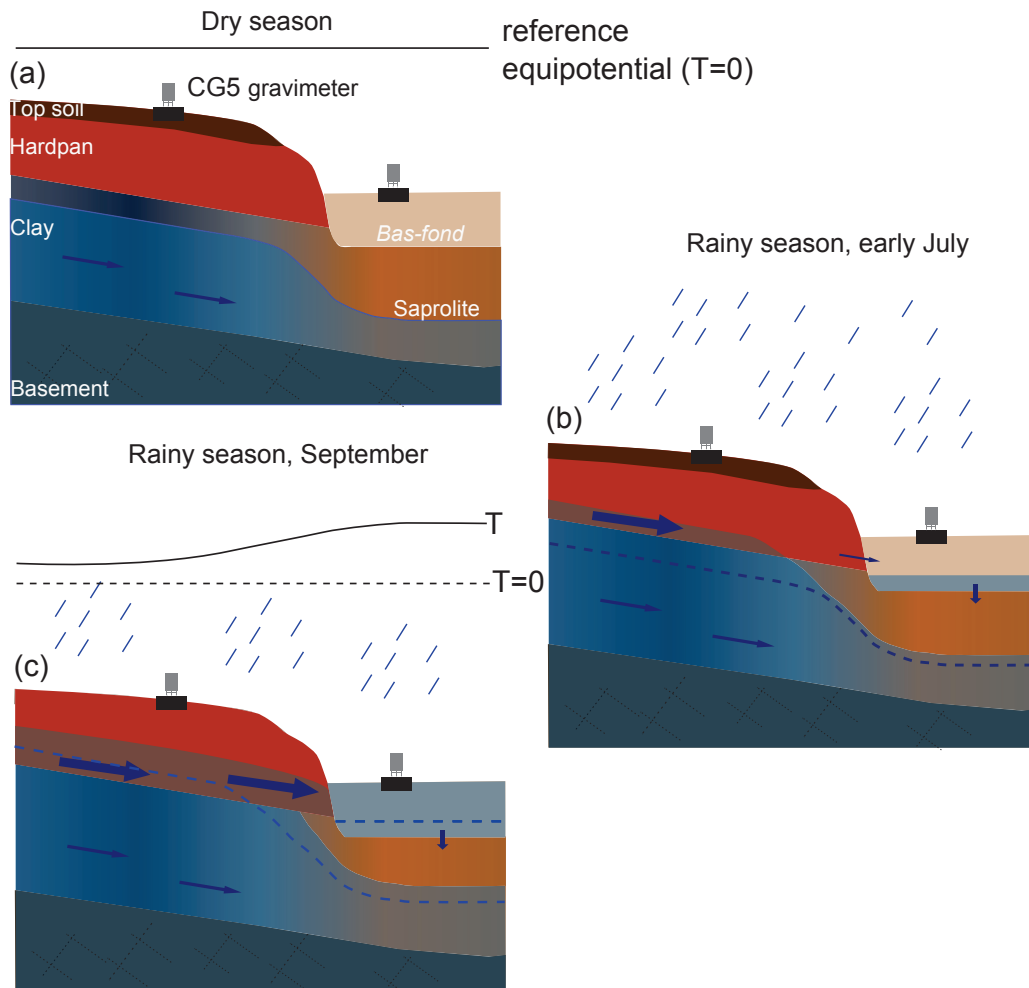 Dry season
reference
equipotential (T=0)
(a)
CG5 gravimeter
Top soil
Hardpan
Clay
Bas-fond
Saprolite
Basement
Rainy season, early July
(b)
Rainy season, September
T
T=0
(c)